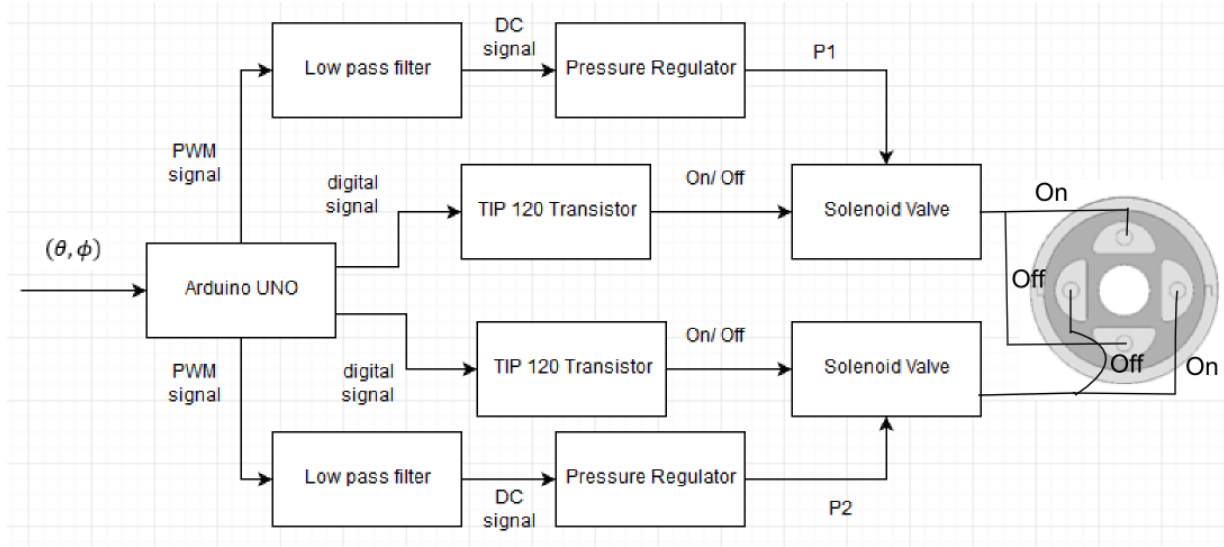 DC
signal
Low pass filter
Pressure Regulator
P1
PWM
signal
digital
signal
TIP 120 Transistor
On/ Off
Solenoid Valve
On
(θ, ϕ)
Arduino UNO
Off
PWM
signal
digital
signal
TIP 120 Transistor
On/ Off
Solenoid Valve
Off
On
Low pass filter
DC
signal
Pressure Regulator
P2